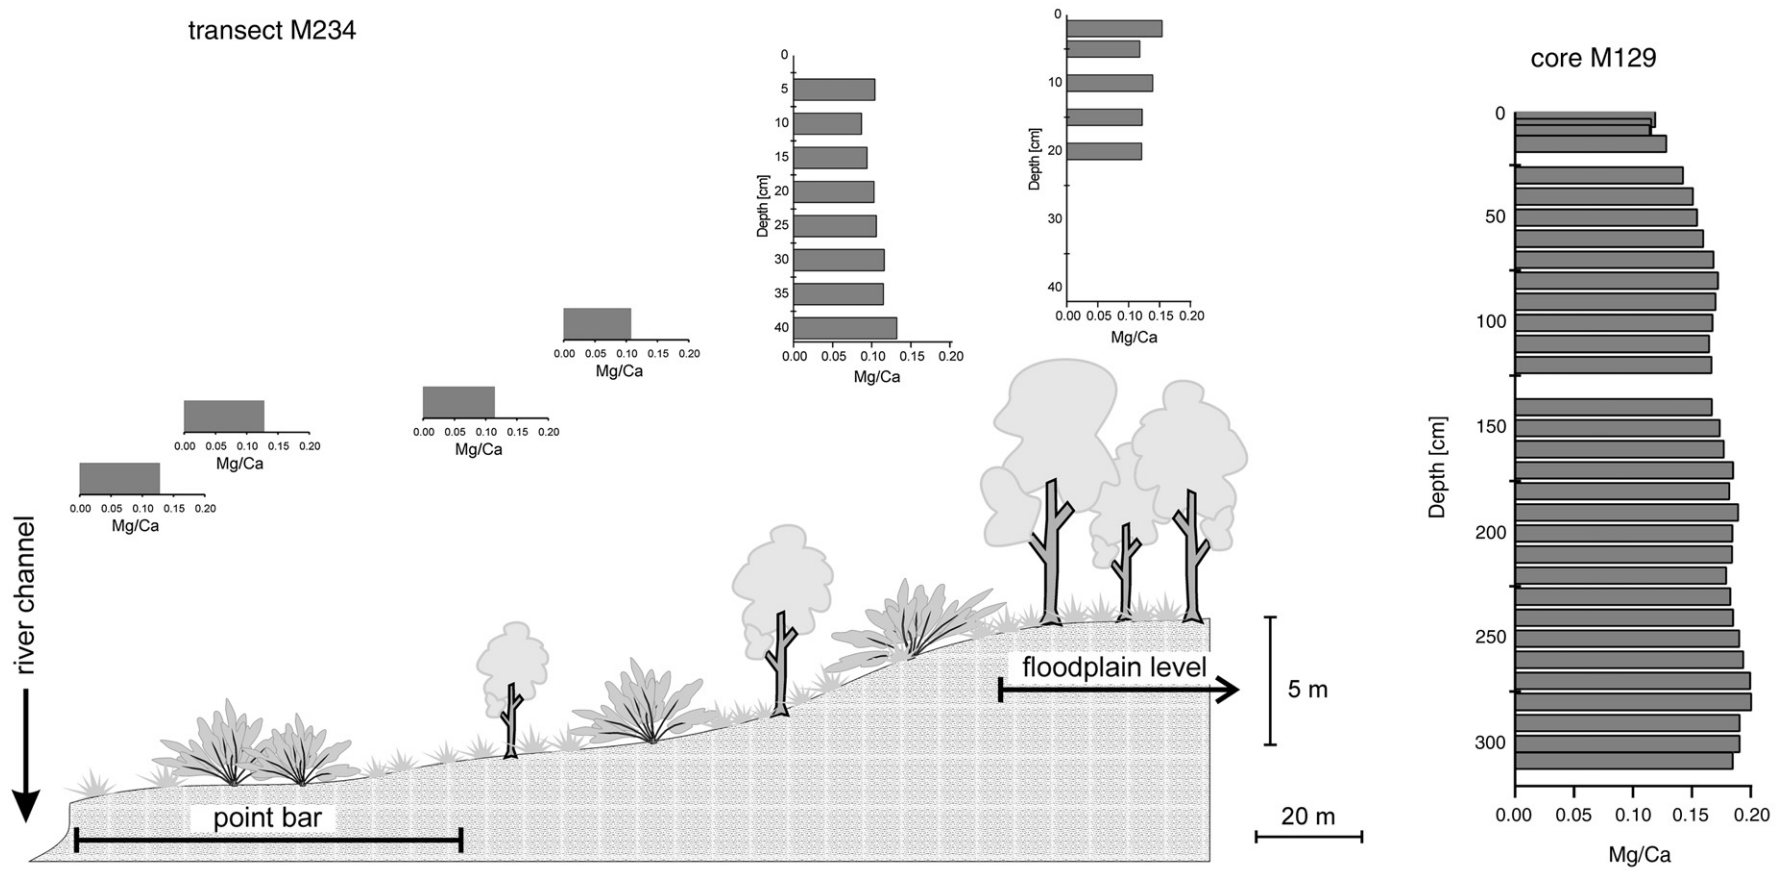 transect M234
core M129
0
5
10
15
20
25
30
35
40
Depth [cm]
0.00 0.05 0.10 0.15 0.20
Mg/Ca
0
10
20
30
40
Depth [cm]
0.00 0.05 0.10 0.15 0.20
Mg/Ca
0.00 0.05 0.10 0.15 0.20
Mg/Ca
0.00 0.05 0.10 0.15 0.20
Mg/Ca
0.00 0.05 0.10 0.15 0.20
Mg/Ca
0.00 0.05 0.10 0.15 0.20
Mg/Ca
river channel
point bar
floodplain level
5 m
20 m
0
50
100
150
200
250
300
Depth [cm]
0.00 0.05 0.10 0.15 0.20
Mg/Ca